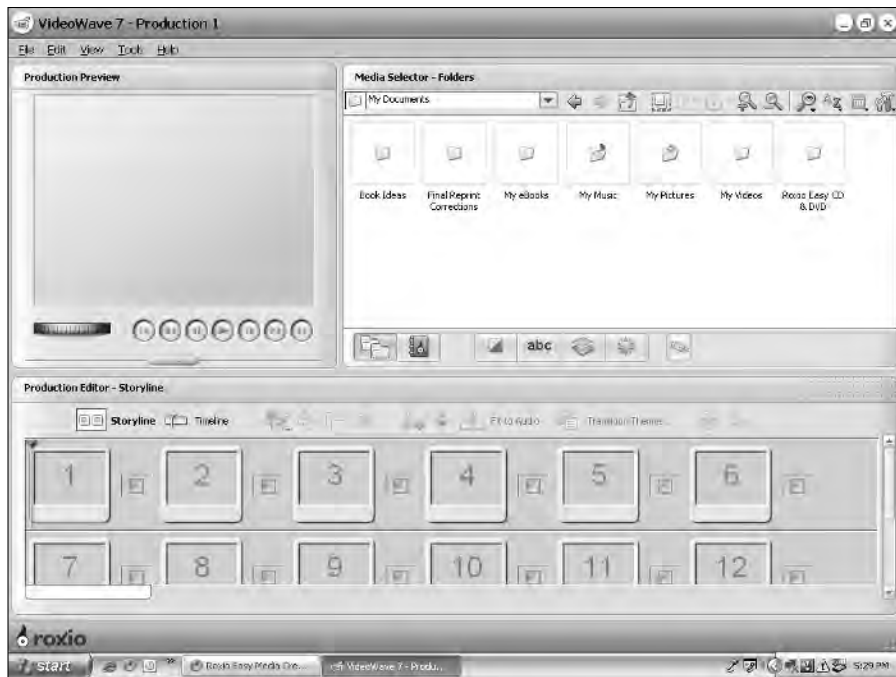 VideoWave 7 - Production 1
File Edit View Tools Help
Production Preview
Media Selector - Folders
My Documents
Book Ideas
Final Reprint Corrections
My eBooks
My Music
My Pictures
My Videos
Roxio Easy CD & DVD
abc
Production Editor - Storyline
Storyline Timeline Fit to Audio Transition Themes...
1 2 3 4 5 6
7 8 9 10 11 12
roxio
start Roxio Easy Media Cre... VideoWave 7 - Produ... 5:29 PM